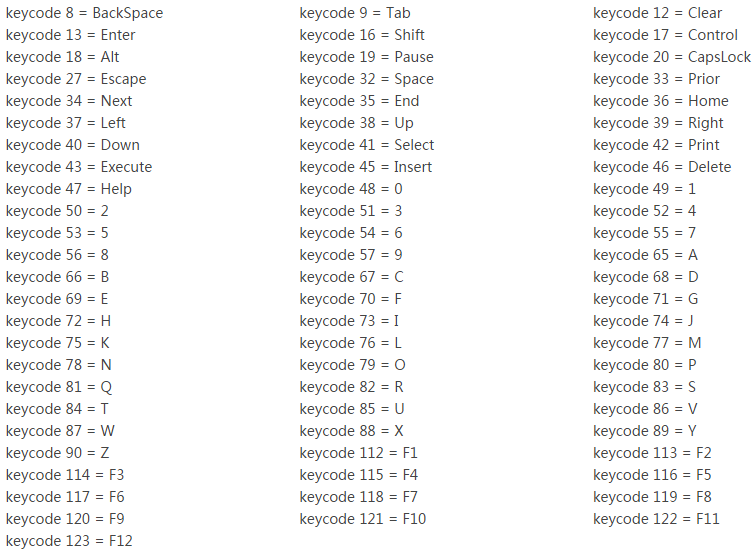 keycode 8 = BackSpace keycode 9 = Tab keycode 12 = Clear
keycode 13 = Enter keycode 16 = Shift keycode 17 = Control
keycode 18 = Alt keycode 19 = Pause keycode 20 = CapsLock
keycode 27 = Escape keycode 32 = Space keycode 33 = Prior
keycode 34 = Next keycode 35 = End keycode 36 = Home
keycode 37 = Left keycode 38 = Up keycode 39 = Right
keycode 40 = Down keycode 41 = Select keycode 42 = Print
keycode 43 = Execute keycode 45 = Insert keycode 46 = Delete
keycode 47 = Help keycode 48 = 0 keycode 49 = 1
keycode 50 = 2 keycode 51 = 3 keycode 52 = 4
keycode 53 = 5 keycode 54 = 6 keycode 55 = 7
keycode 56 = 8 keycode 57 = 9 keycode 65 = A
keycode 66 = B keycode 67 = C keycode 68 = D
keycode 69 = E keycode 70 = F keycode 71 = G
keycode 72 = H keycode 73 = I keycode 74 = J
keycode 75 = K keycode 76 = L keycode 77 = M
keycode 78 = N keycode 79 = O keycode 80 = P
keycode 81 = Q keycode 82 = R keycode 83 = S
keycode 84 = T keycode 85 = U keycode 86 = V
keycode 87 = W keycode 88 = X keycode 89 = Y
keycode 90 = Z keycode 112 = F1 keycode 113 = F2
keycode 114 = F3 keycode 115 = F4 keycode 116 = F5
keycode 117 = F6 keycode 118 = F7 keycode 119 = F8
keycode 120 = F9 keycode 121 = F10 keycode 122 = F11
keycode 123 = F12